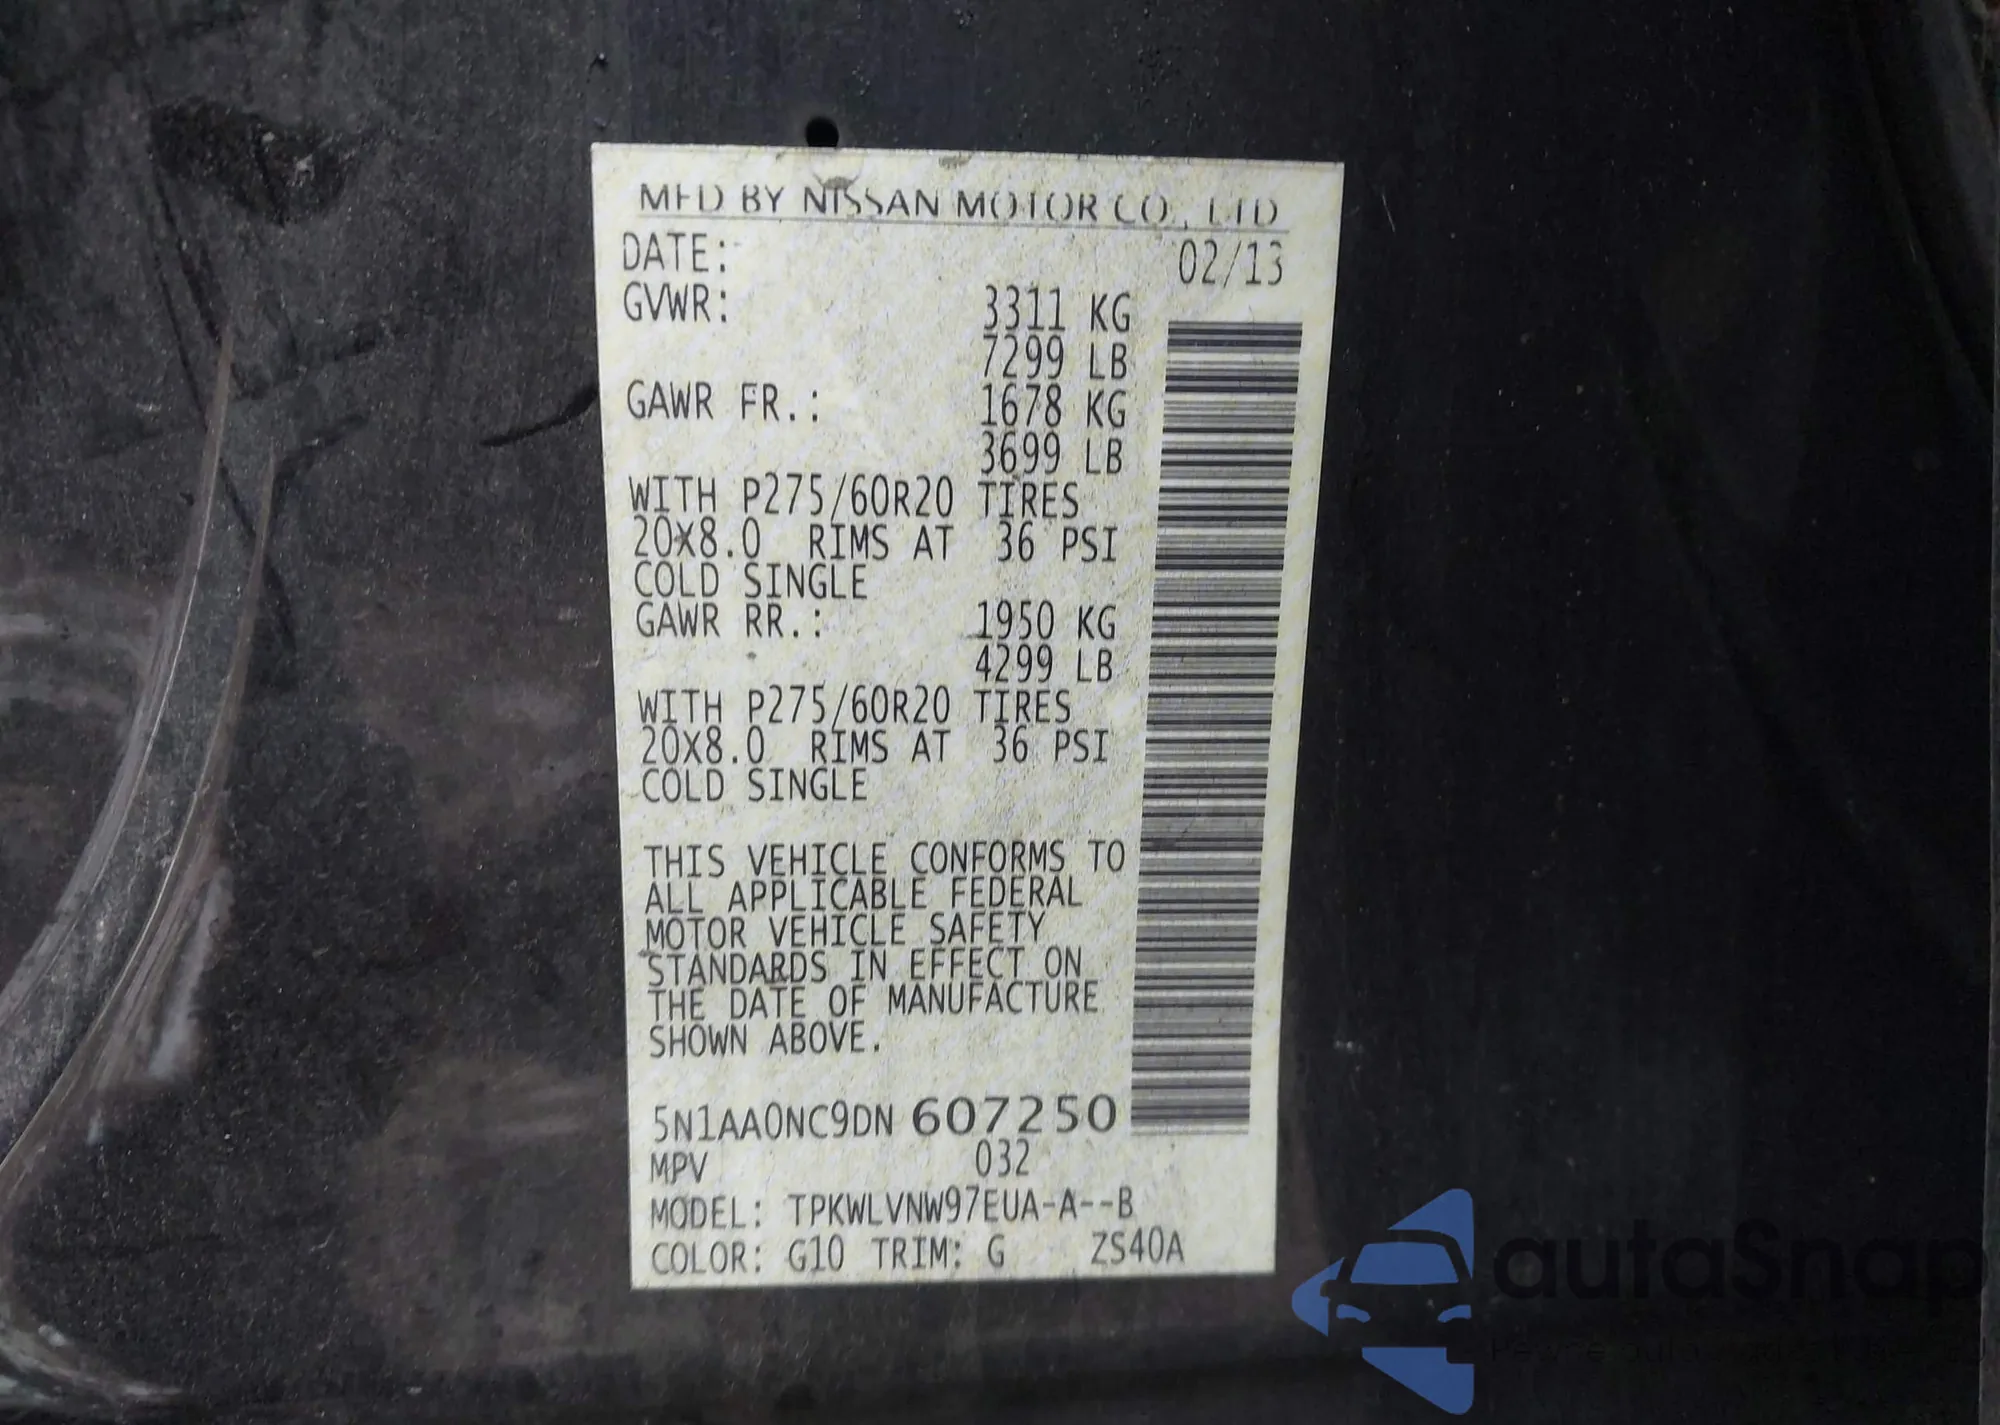 MFD BY NISSAN MOTOR CO., LTD
DATE: 02/13
GVWR: 3311 KG
7299 LB
GAWR FR.: 1678 KG
3699 LB
WITH P275/60R20 TIRES
20X8.0 RIMS AT 36 PSI
COLD SINGLE
GAWR RR.: 1950 KG
4299 LB
WITH P275/60R20 TIRES
20X8.0 RIMS AT 36 PSI
COLD SINGLE
THIS VEHICLE CONFORMS TO
ALL APPLICABLE FEDERAL
MOTOR VEHICLE SAFETY
STANDARDS IN EFFECT ON
THE DATE OF MANUFACTURE
SHOWN ABOVE.
5N1AA0NC9DN 607250
MPV 032
MODEL: TPKWLVNW97EUA-A--B
COLOR: G10 TRIM: G ZS40A
autaSnap